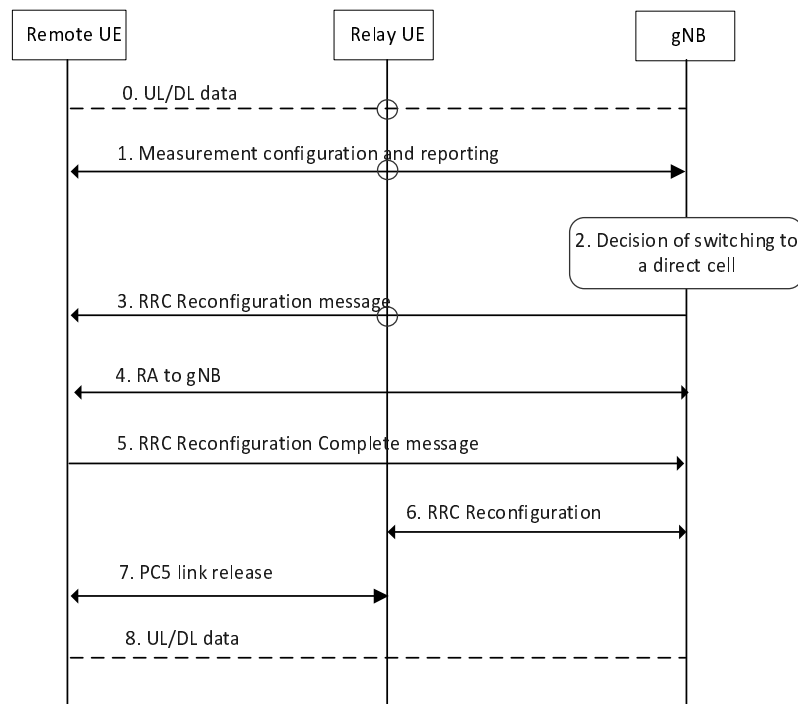 Remote UE
Relay UE
gNB
0. UL/DL data
1. Measurement configuration and reporting
2. Decision of switching to
a direct cell
3. RRC Reconfiguration message
4. RA to gNB
5. RRC Reconfiguration Complete message
6. RRC Reconfiguration
7. PC5 link release
8. UL/DL data